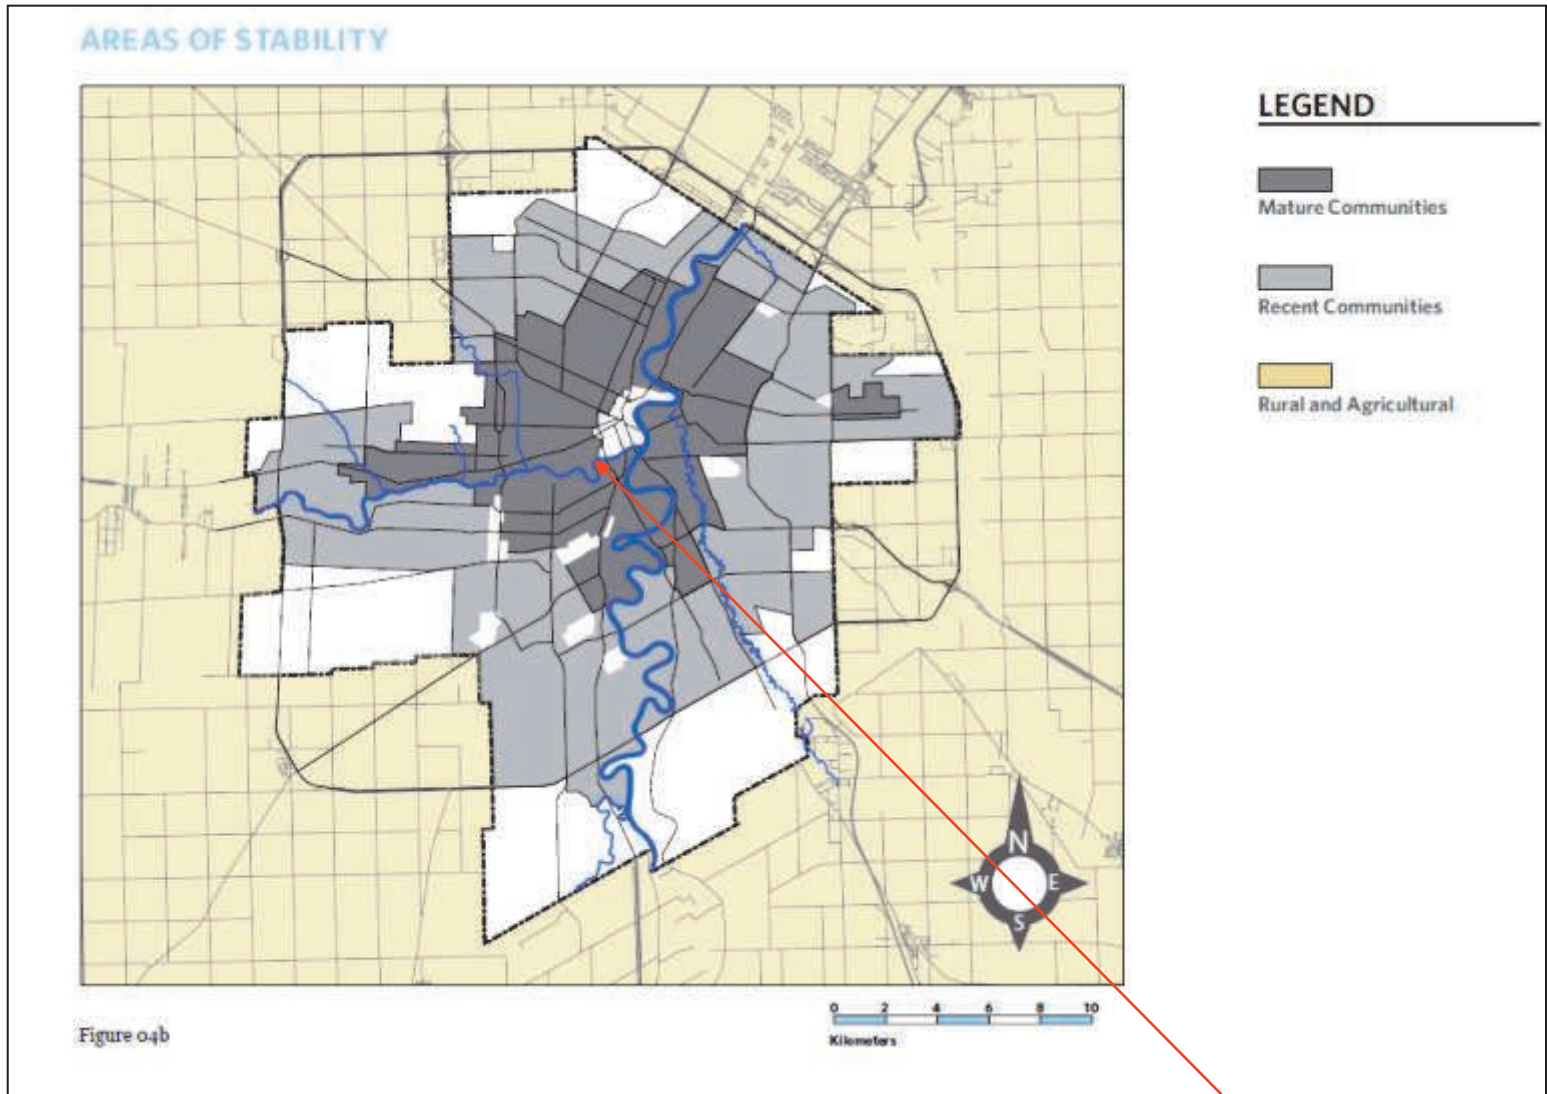 AREAS OF STABILITY
LEGEND
Mature Communities
Recent Communities
Rural and Agricultural
N
W E
S
0 2 4 6 8 10
Kilometers
Figure 04b